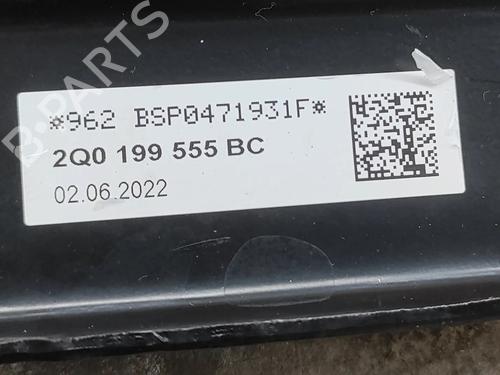 B-PARTS
*962 BSP0471931F*
2Q0 199 555 BC
02.06.2022